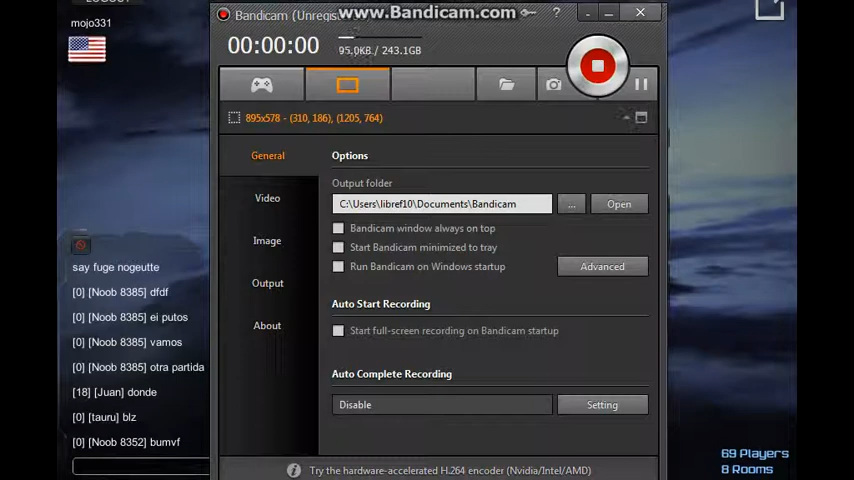 mojo331
Bandicam (Unregis
www.Bandicam.com
00:00:00
95.0KB / 243.1GB
895x578 - (310, 186), (1205, 764)
General
Video
Image
Output
About
Options
Output folder
C:\Users\libref10\Documents\Bandicam
...
Open
Bandicam window always on top
Start Bandicam minimized to tray
Run Bandicam on Windows startup
Advanced
Auto Start Recording
Start full-screen recording on Bandicam startup
Auto Complete Recording
Disable
Setting
Try the hardware-accelerated H.264 encoder (Nvidia/Intel/AMD)
say fuge nogeutte
[0] [Noob 8385] dfdf
[0] [Noob 8385] ei putos
[0] [Noob 8385] vamos
[0] [Noob 8385] otra partida
[18] [Juan] donde
[0] [tauru] blz
[0] [Noob 8352] bumvf
69 Players
8 Rooms